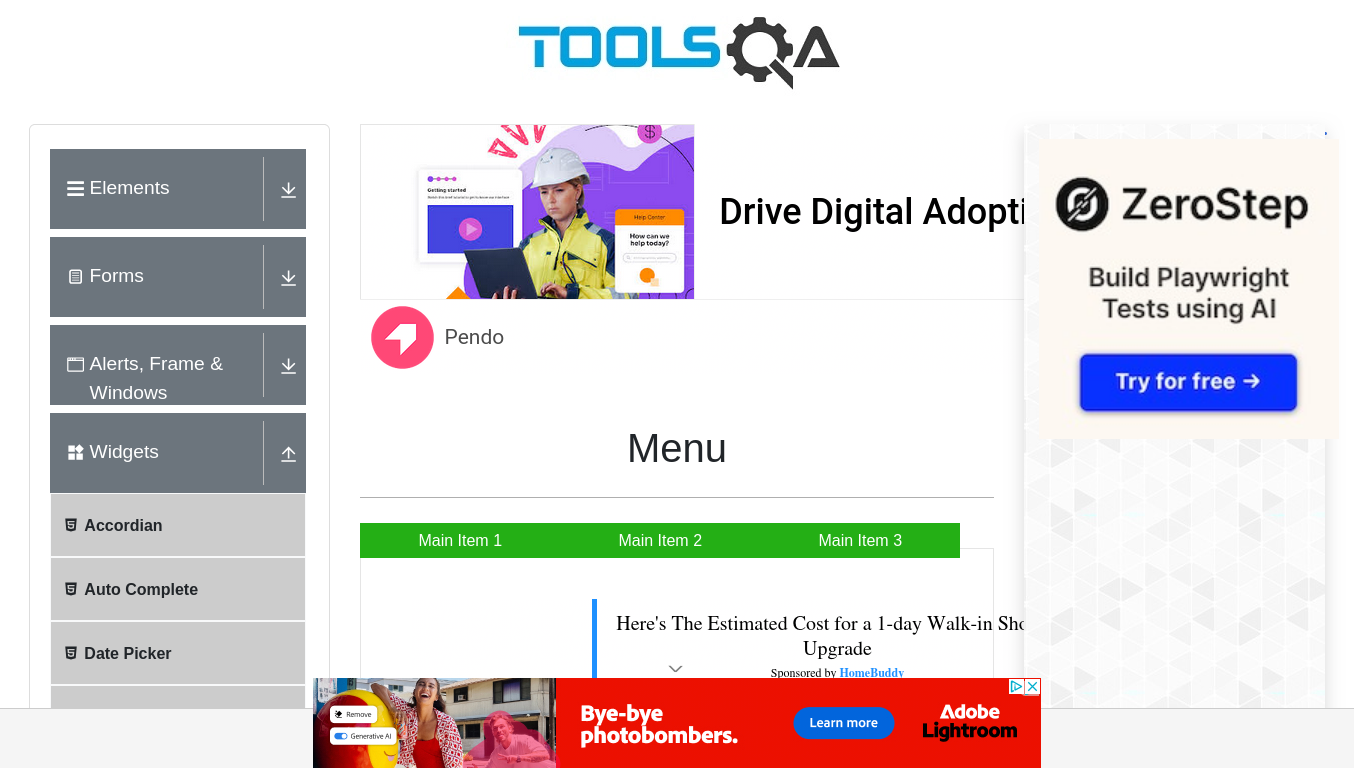 TOOLSQA
Elements
Forms
Alerts, Frame &
Windows
Widgets
Accordian
Auto Complete
Date Picker
Getting started
Help Center
How can we
help today?
$
Drive Digital Adopti
Pendo
Menu
Main Item 1
Main Item 2
Main Item 3
Here's The Estimated Cost for a 1-day Walk-in Sho
Upgrade
Sponsored by HomeBuddy
ZeroStep
Build Playwright
Tests using AI
Try for free →
Remove
Generative AI
Bye-bye
photobombers.
Learn more
Adobe
Lightroom